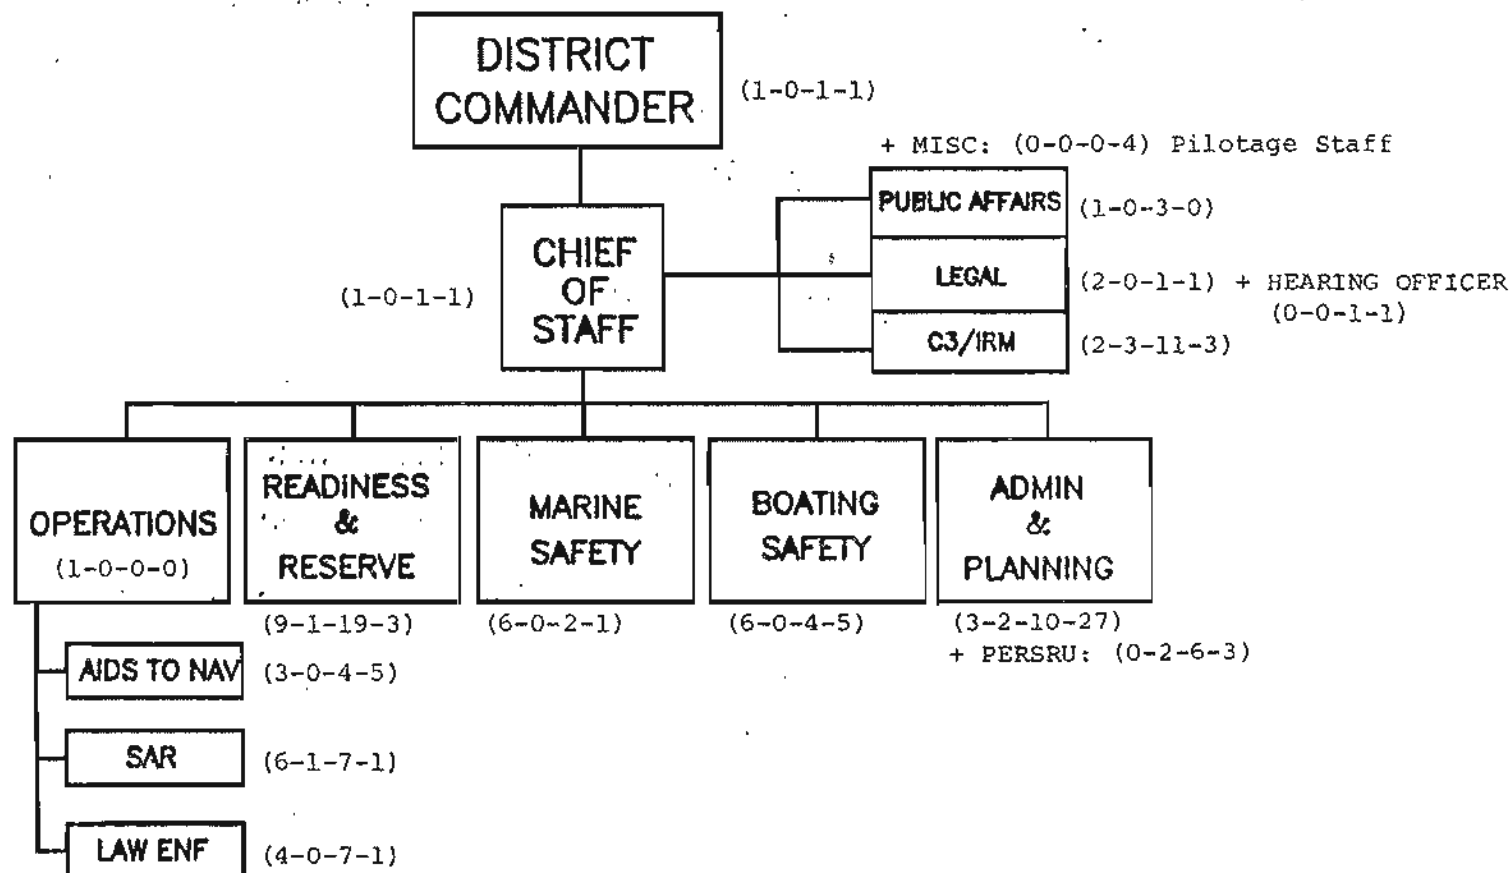 DISTRICT
COMMANDER
(1-0-1-1)
+ MISC: (0-0-0-4) Pilotage Staff
PUBLIC AFFAIRS (1-0-3-0)
CHIEF
OF
STAFF
(1-0-1-1)
LEGAL (2-0-1-1) + HEARING OFFICER
(0-0-1-1)
C3/IRM (2-3-11-3)
OPERATIONS
(1-0-0-0)
READINESS
&
RESERVE
(9-1-19-3)
MARINE
SAFETY
(6-0-2-1)
BOATING
SAFETY
(6-0-4-5)
ADMIN
&
PLANNING
(3-2-10-27)
+ PERSRU: (0-2-6-3)
AIDS TO NAV (3-0-4-5)
SAR (6-1-7-1)
LAW ENF (4-0-7-1)